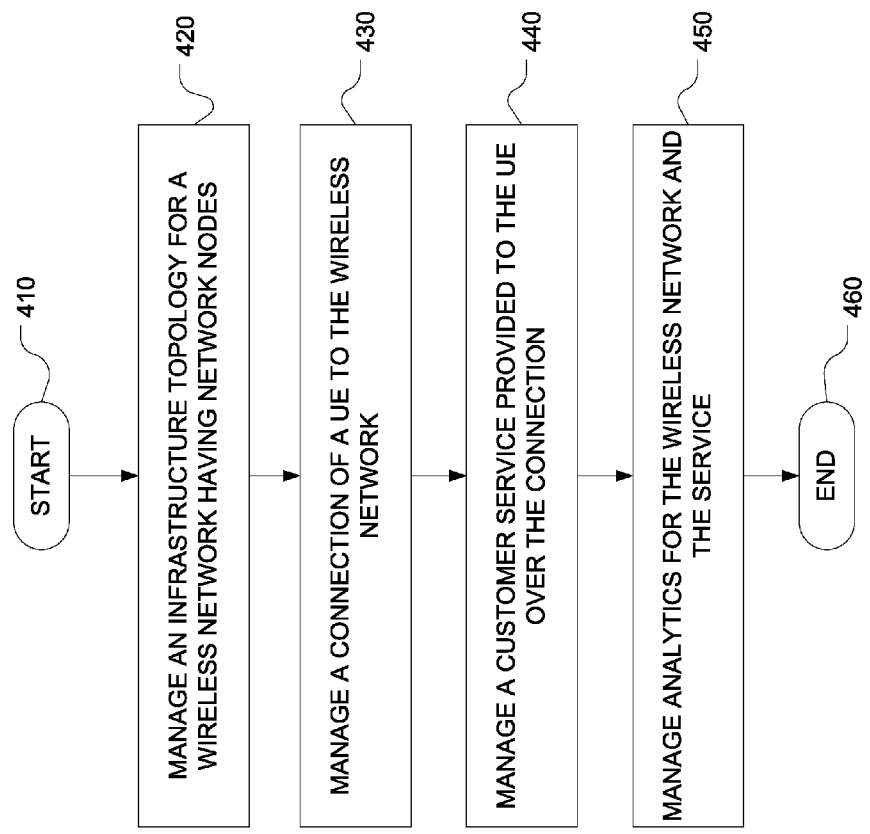 START
410
MANAGE AN INFRASTRUCTURE TOPOLOGY FOR A
WIRELESS NETWORK HAVING NETWORK NODES
420
MANAGE A CONNECTION OF A UE TO THE WIRELESS
NETWORK
430
MANAGE A CUSTOMER SERVICE PROVIDED TO THE UE
OVER THE CONNECTION
440
MANAGE ANALYTICS FOR THE WIRELESS NETWORK AND
THE SERVICE
450
END
460